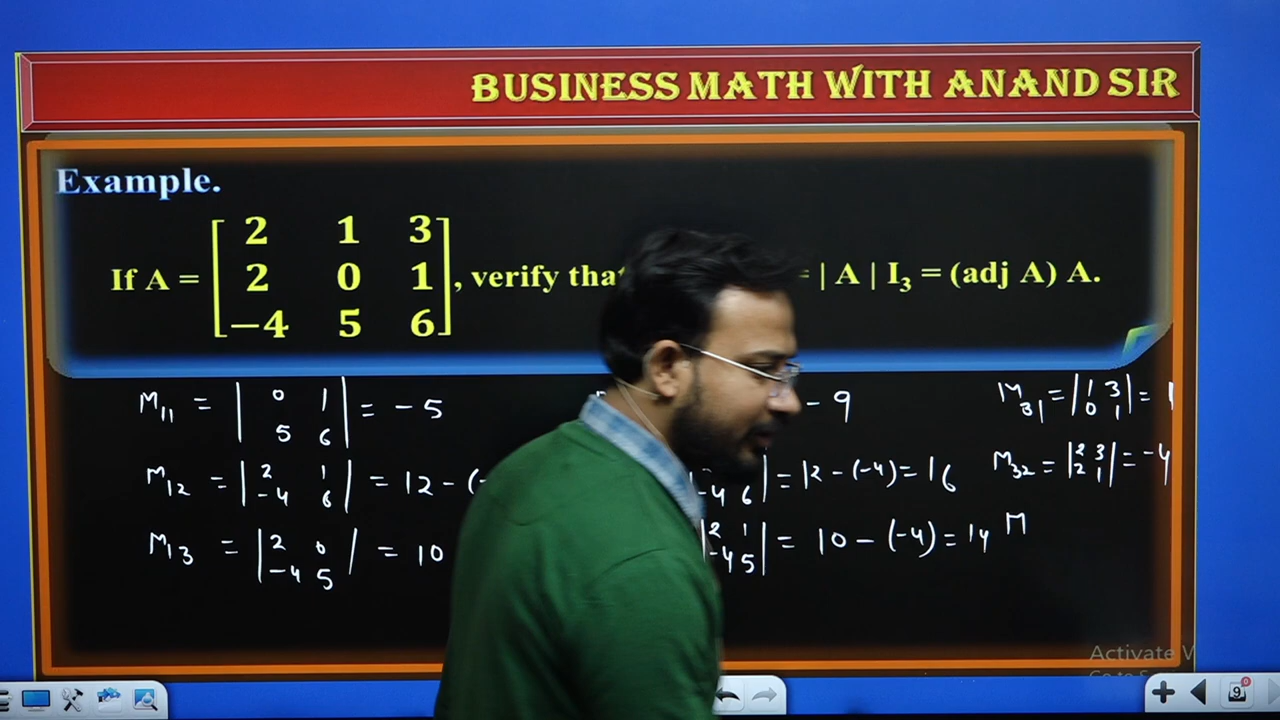 BUSINESS MATH WITH ANAND SIR
Example.
If A = [2 1 3; 2 0 1; −4 5 6], verify = | A | I₃ = (adj A) A.
M₁₁ = |0 1; 5 6| = -5
M₁₂ = |2 1; -4 6| = 12 - (-
M₁₃ = |2 0; -4 5| = 10
- 9
-4 6| = 12 - (-4) = 16
|2 1; -4 5| = 10 - (-4) = 14
M₃₁ = |1 3; 0 1| = 1
M₃₂ = |2 3; 2 1| = -4
M
Activate
9